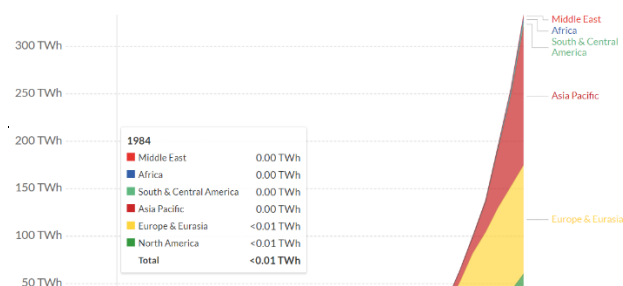 Middle East
Africa
South & Central
America
300 TWh
250 TWh
Asia Pacific
200 TWh
1984
Middle East 0.00 TWh
Africa 0.00 TWh
South & Central America 0.00 TWh
Asia Pacific 0.00 TWh
Europe & Eurasia <0.01 TWh
North America <0.01 TWh
Total <0.01 TWh
150 TWh
Europe & Eurasia
100 TWh
50 TWh